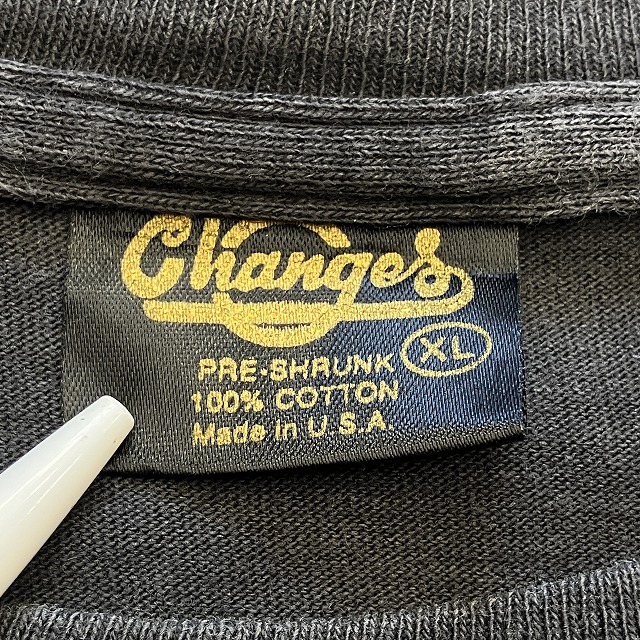 Changes
XL
PRE-SHRUNK
100% COTTON
Made in U.S.A.